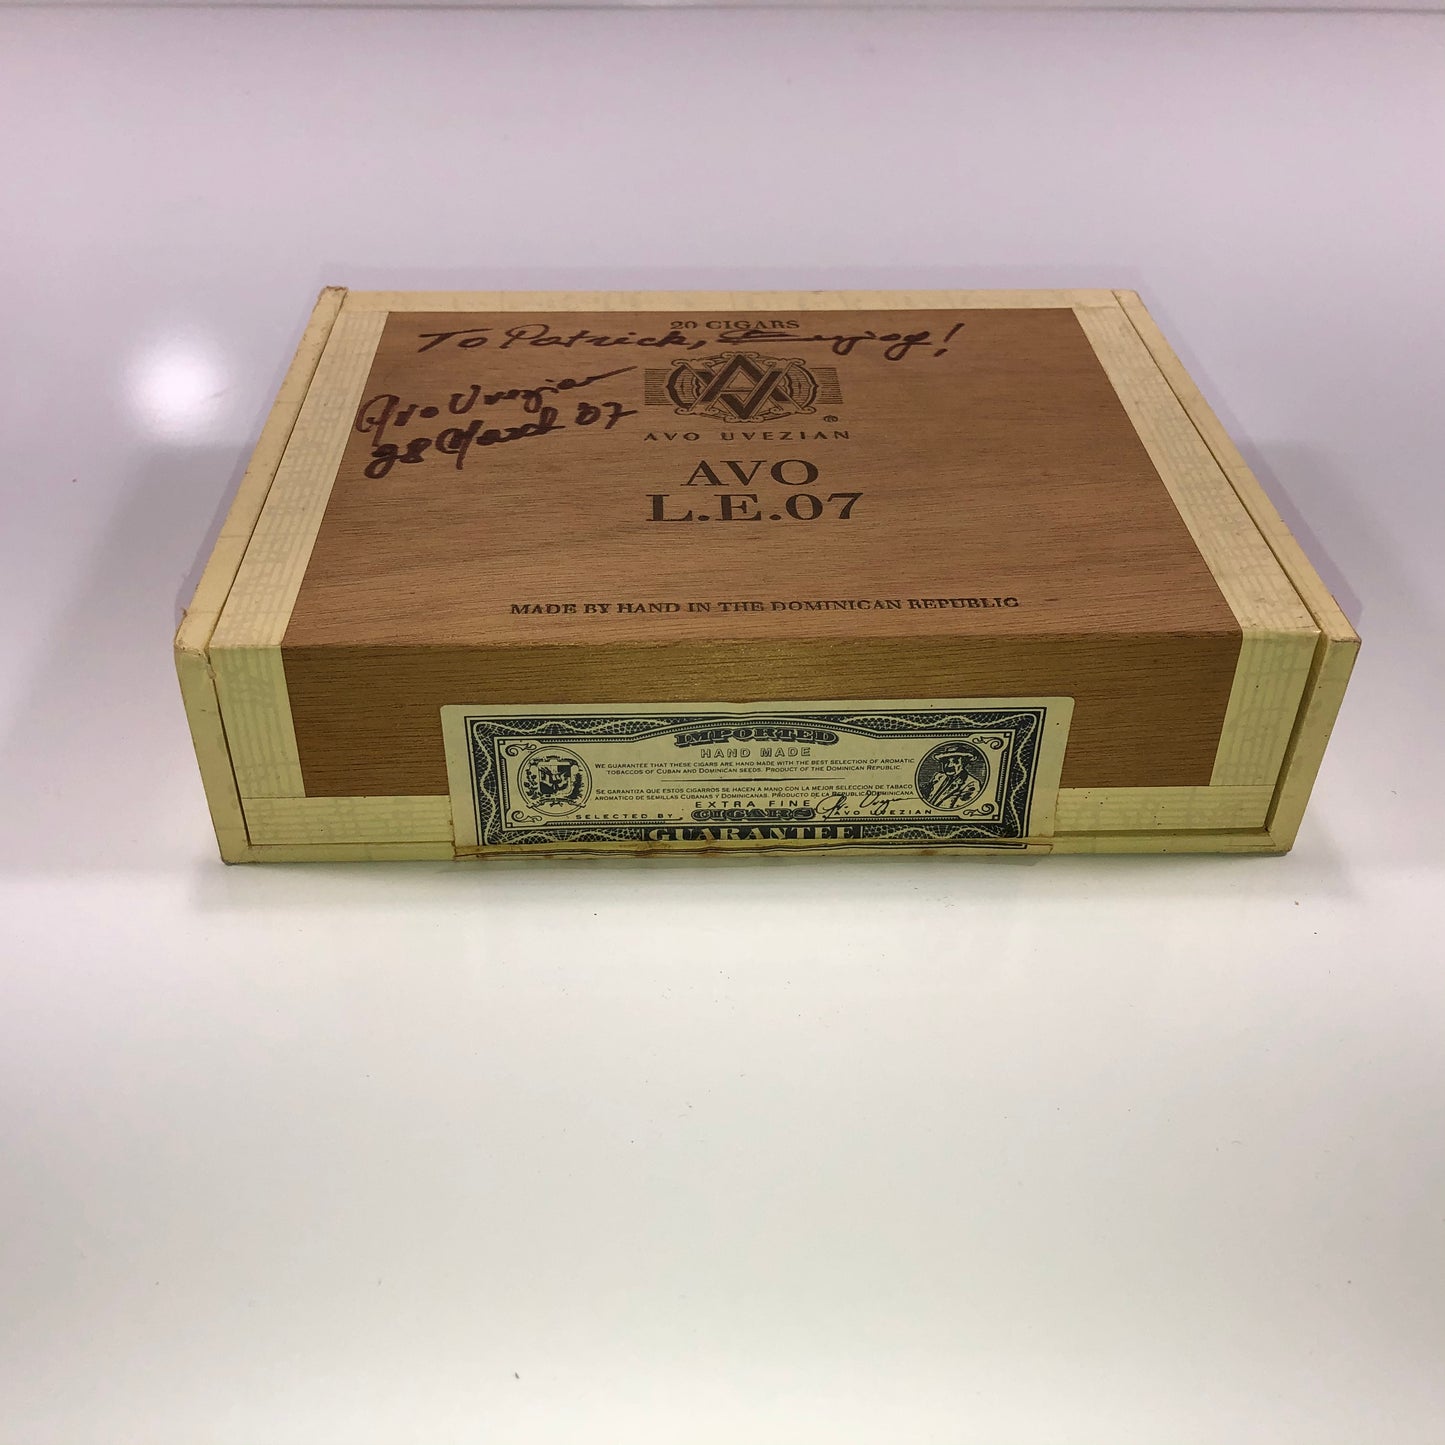 20 CIGARS
To Patrick, Enjoy!
Avo Uvezian
28 March 07
AVO UVEZIAN
AVO
L.E.07
MADE BY HAND IN THE DOMINICAN REPUBLIC
IMPORTED
HAND MADE
WE GUARANTEE THAT THESE CIGARS ARE HAND MADE WITH THE BEST SELECTION OF AROMATIC
TOBACCOS OF CUBAN AND DOMINICAN SEEDS. PRODUCT OF THE DOMINICAN REPUBLIC.
SE GARANTIZA QUE ESTOS CIGARROS SE HACEN A MANO CON LA MEJOR SELECCION DE TABACO
AROMATICO DE SEMILLAS CUBANAS Y DOMINICANAS. PRODUCTO DE LA REPUBLICA DOMINICANA
EXTRA FINE
SELECTED BY CIGARS AVO UVEZIAN
GUARANTEE